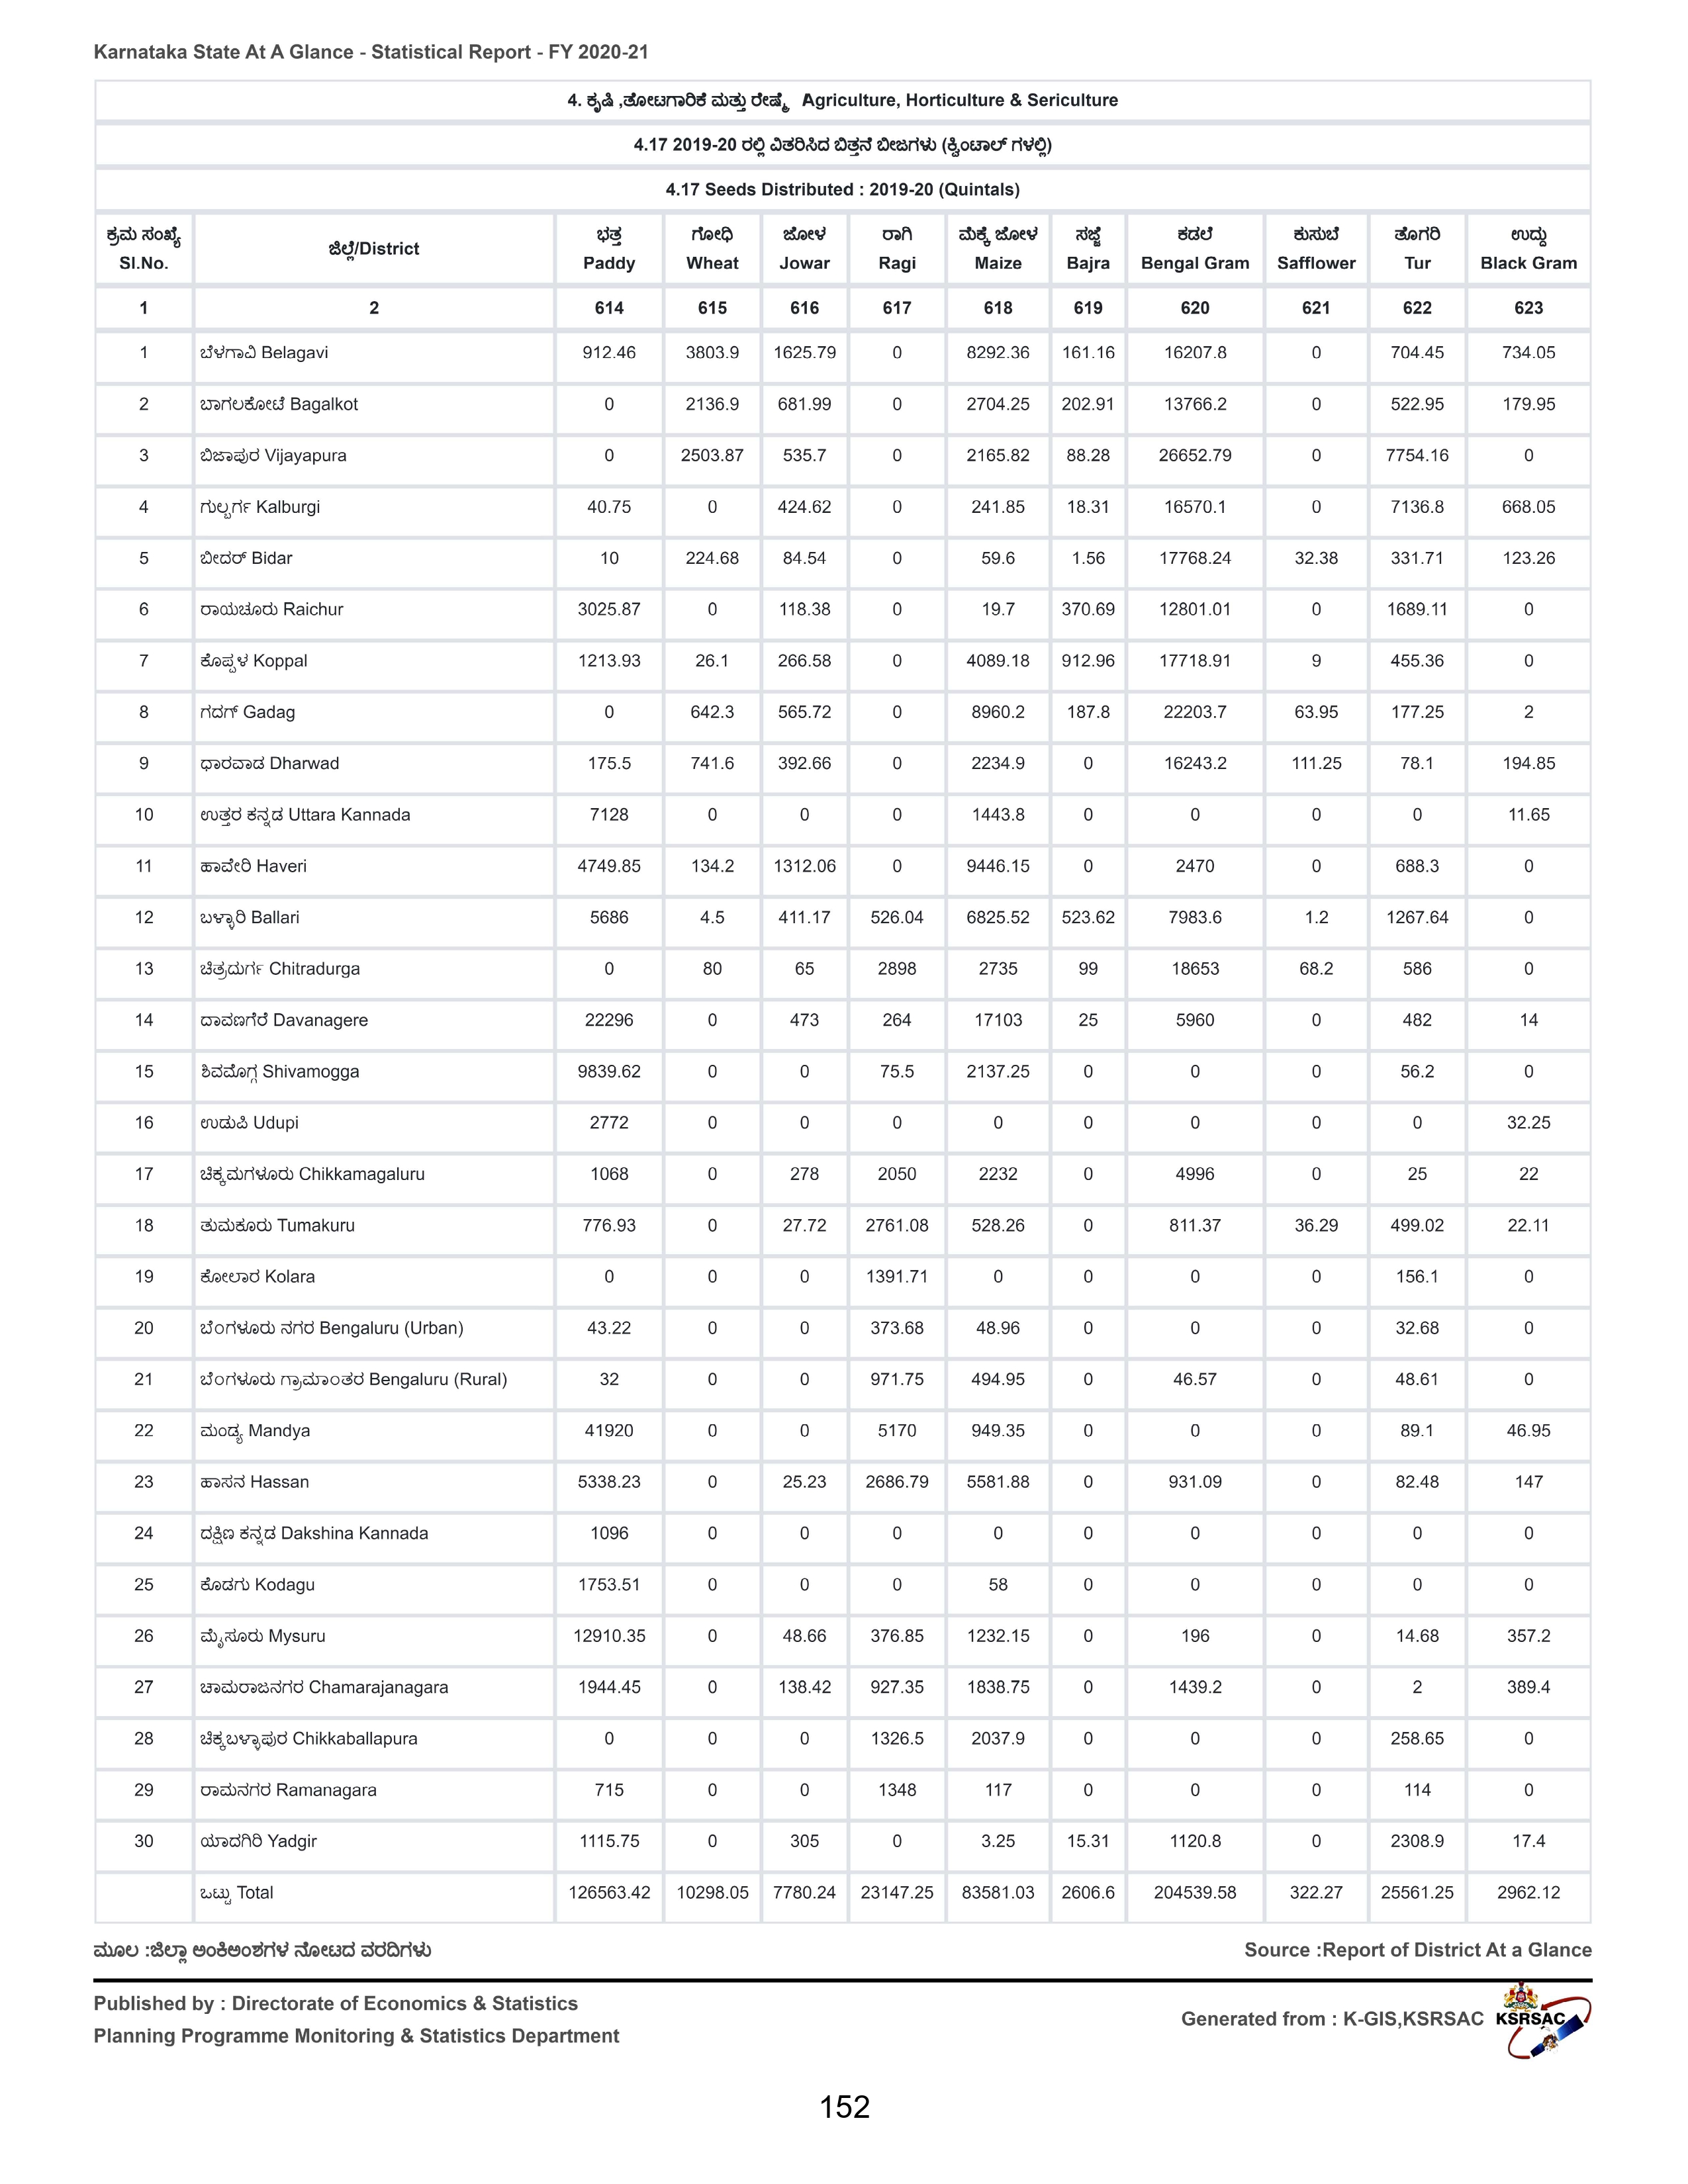 Karnataka State At A Glance - Statistical Report - FY 2020-21
4. ಕೃಷಿ ,ತೋಟಗಾರಿಕೆ ಮತ್ತು ರೇಷ್ಮೆ Agriculture, Horticulture & Sericulture
4.17 2019-20 ರಲ್ಲಿ ವಿತರಿಸಿದ ಬಿತ್ತನೆ ಬೀಜಗಳು (ಕ್ವಿಂಟಾಲ್ ಗಳಲ್ಲಿ)
4.17 Seeds Distributed : 2019-20 (Quintals)
ಕ್ರಮ ಸಂಖ್ಯೆ Sl.No. ಜಿಲ್ಲೆ/District ಭತ್ತ Paddy ಗೋಧಿ Wheat ಜೋಳ Jowar ರಾಗಿ Ragi ಮೆಕ್ಕೆ ಜೋಳ Maize ಸಜ್ಜೆ Bajra ಕಡಲೆ Bengal Gram ಕುಸುಬೆ Safflower ತೊಗರಿ Tur ಉದ್ದು Black Gram
1 2 614 615 616 617 618 619 620 621 622 623
1 ಬೆಳಗಾವಿ Belagavi 912.46 3803.9 1625.79 0 8292.36 161.16 16207.8 0 704.45 734.05
2 ಬಾಗಲಕೋಟೆ Bagalkot 0 2136.9 681.99 0 2704.25 202.91 13766.2 0 522.95 179.95
3 ಬಿಜಾಪುರ Vijayapura 0 2503.87 535.7 0 2165.82 88.28 26652.79 0 7754.16 0
4 ಗುಲ್ಬರ್ಗ Kalburgi 40.75 0 424.62 0 241.85 18.31 16570.1 0 7136.8 668.05
5 ಬೀದರ್ Bidar 10 224.68 84.54 0 59.6 1.56 17768.24 32.38 331.71 123.26
6 ರಾಯಚೂರು Raichur 3025.87 0 118.38 0 19.7 370.69 12801.01 0 1689.11 0
7 ಕೊಪ್ಪಳ Koppal 1213.93 26.1 266.58 0 4089.18 912.96 17718.91 9 455.36 0
8 ಗದಗ್ Gadag 0 642.3 565.72 0 8960.2 187.8 22203.7 63.95 177.25 2
9 ಧಾರವಾಡ Dharwad 175.5 741.6 392.66 0 2234.9 0 16243.2 111.25 78.1 194.85
10 ಉತ್ತರ ಕನ್ನಡ Uttara Kannada 7128 0 0 0 1443.8 0 0 0 0 11.65
11 ಹಾವೇರಿ Haveri 4749.85 134.2 1312.06 0 9446.15 0 2470 0 688.3 0
12 ಬಳ್ಳಾರಿ Ballari 5686 4.5 411.17 526.04 6825.52 523.62 7983.6 1.2 1267.64 0
13 ಚಿತ್ರದುರ್ಗ Chitradurga 0 80 65 2898 2735 99 18653 68.2 586 0
14 ದಾವಣಗೆರೆ Davanagere 22296 0 473 264 17103 25 5960 0 482 14
15 ಶಿವಮೊಗ್ಗ Shivamogga 9839.62 0 0 75.5 2137.25 0 0 0 56.2 0
16 ಉಡುಪಿ Udupi 2772 0 0 0 0 0 0 0 0 32.25
17 ಚಿಕ್ಕಮಗಳೂರು Chikkamagaluru 1068 0 278 2050 2232 0 4996 0 25 22
18 ತುಮಕೂರು Tumakuru 776.93 0 27.72 2761.08 528.26 0 811.37 36.29 499.02 22.11
19 ಕೋಲಾರ Kolara 0 0 0 1391.71 0 0 0 0 156.1 0
20 ಬೆಂಗಳೂರು ನಗರ Bengaluru (Urban) 43.22 0 0 373.68 48.96 0 0 0 32.68 0
21 ಬೆಂಗಳೂರು ಗ್ರಾಮಾಂತರ Bengaluru (Rural) 32 0 0 971.75 494.95 0 46.57 0 48.61 0
22 ಮಂಡ್ಯ Mandya 41920 0 0 5170 949.35 0 0 0 89.1 46.95
23 ಹಾಸನ Hassan 5338.23 0 25.23 2686.79 5581.88 0 931.09 0 82.48 147
24 ದಕ್ಷಿಣ ಕನ್ನಡ Dakshina Kannada 1096 0 0 0 0 0 0 0 0 0
25 ಕೊಡಗು Kodagu 1753.51 0 0 0 58 0 0 0 0 0
26 ಮೈಸೂರು Mysuru 12910.35 0 48.66 376.85 1232.15 0 196 0 14.68 357.2
27 ಚಾಮರಾಜನಗರ Chamarajanagara 1944.45 0 138.42 927.35 1838.75 0 1439.2 0 2 389.4
28 ಚಿಕ್ಕಬಳ್ಳಾಪುರ Chikkaballapura 0 0 0 1326.5 2037.9 0 0 0 258.65 0
29 ರಾಮನಗರ Ramanagara 715 0 0 1348 117 0 0 0 114 0
30 ಯಾದಗಿರಿ Yadgir 1115.75 0 305 0 3.25 15.31 1120.8 0 2308.9 17.4
ಒಟ್ಟು Total 126563.42 10298.05 7780.24 23147.25 83581.03 2606.6 204539.58 322.27 25561.25 2962.12
ಮೂಲ :ಜಿಲ್ಲಾ ಅಂಕಿಅಂಶಗಳ ನೋಟದ ವರದಿಗಳು Source :Report of District At a Glance
Published by : Directorate of Economics & Statistics
Planning Programme Monitoring & Statistics Department
Generated from : K-GIS,KSRSAC KSRSAC
152